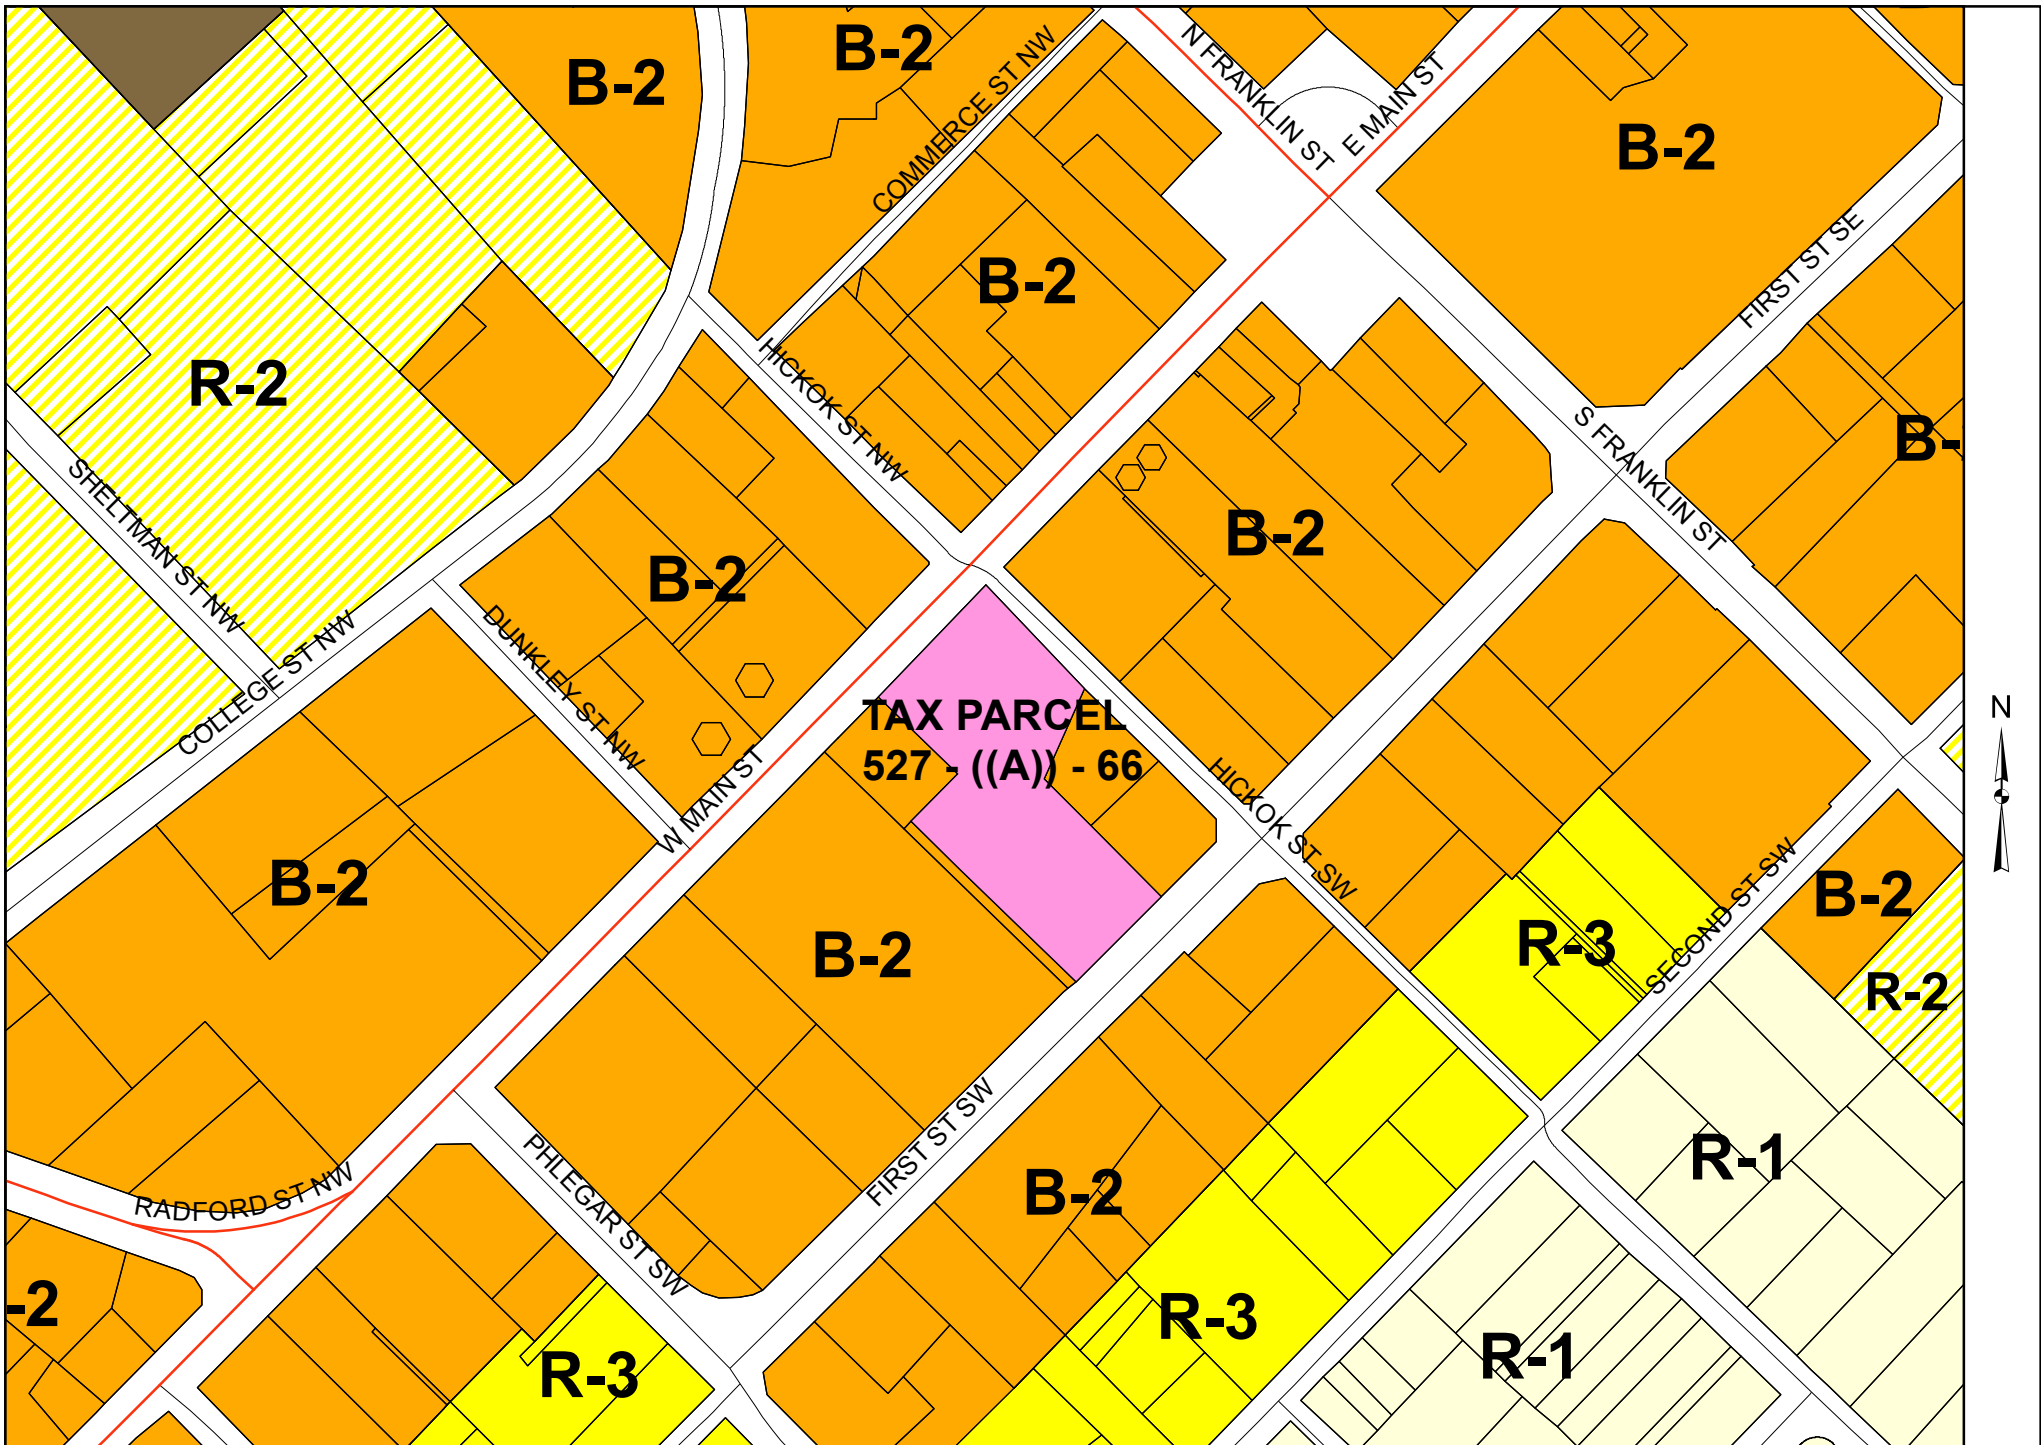 B-2
B-2
COMMERCE ST NW
N FRANKLIN ST
E MAIN ST
B-2
B-2
FIRST ST SE
R-2
HICKOK ST NW
S FRANKLIN ST
B-
SHELTMAN ST NW
B-2
B-2
COLLEGE ST NW
DUNKLEY ST NW
W MAIN ST
TAX PARCEL
527 - ((A)) - 66
N
HICKOK ST SW
B-2
B-2
R-3
SECOND ST SW
B-2
R-2
PHLEGAR ST SW
FIRST ST SW
B-2
R-1
RADFORD ST NW
-2
R-3
R-3
R-1